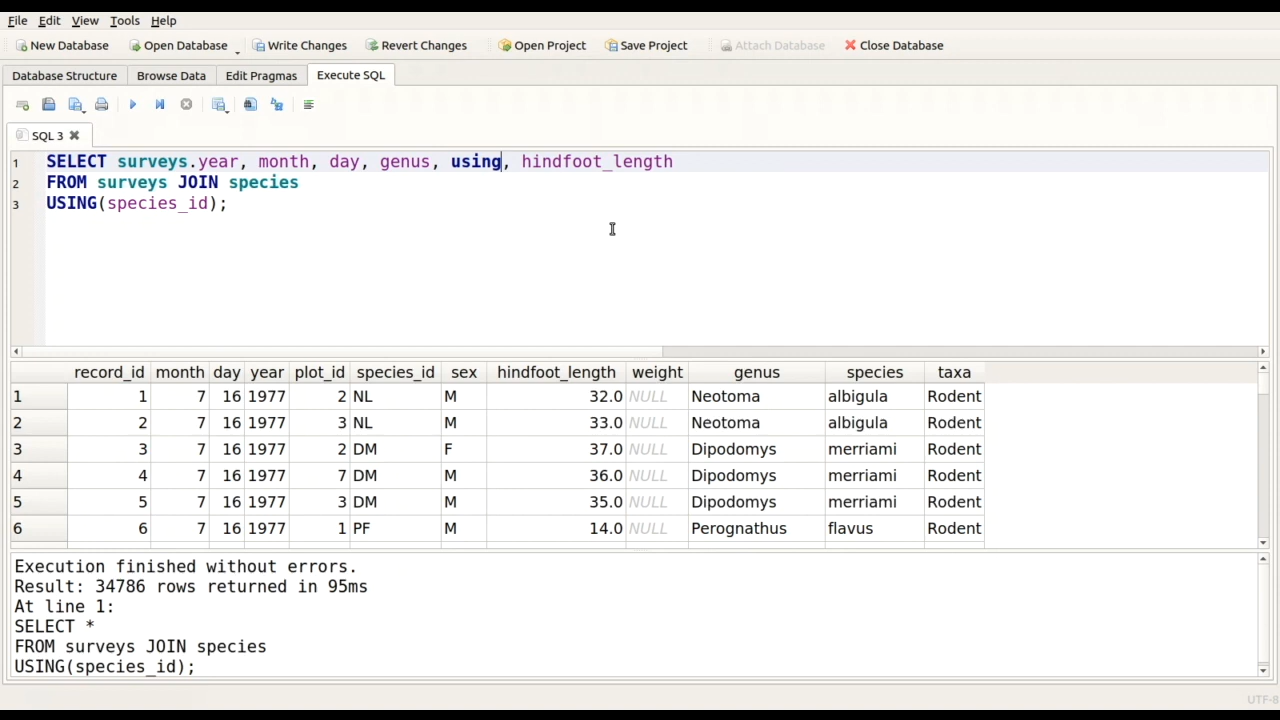 File Edit View Tools Help
New Database Open Database Write Changes Revert Changes Open Project Save Project Attach Database Close Database
Database Structure Browse Data Edit Pragmas Execute SQL
SQL 3
1 SELECT surveys.year, month, day, genus, using, hindfoot_length
2 FROM surveys JOIN species
3 USING(species_id);
record_id month day year plot_id species_id sex hindfoot_length weight genus species taxa
1 1 7 16 1977 2 NL M 32.0 NULL Neotoma albigula Rodent
2 2 7 16 1977 3 NL M 33.0 NULL Neotoma albigula Rodent
3 3 7 16 1977 2 DM F 37.0 NULL Dipodomys merriami Rodent
4 4 7 16 1977 7 DM M 36.0 NULL Dipodomys merriami Rodent
5 5 7 16 1977 3 DM M 35.0 NULL Dipodomys merriami Rodent
6 6 7 16 1977 1 PF M 14.0 NULL Perognathus flavus Rodent
Execution finished without errors.
Result: 34786 rows returned in 95ms
At line 1:
SELECT *
FROM surveys JOIN species
USING(species_id);
UTF-8